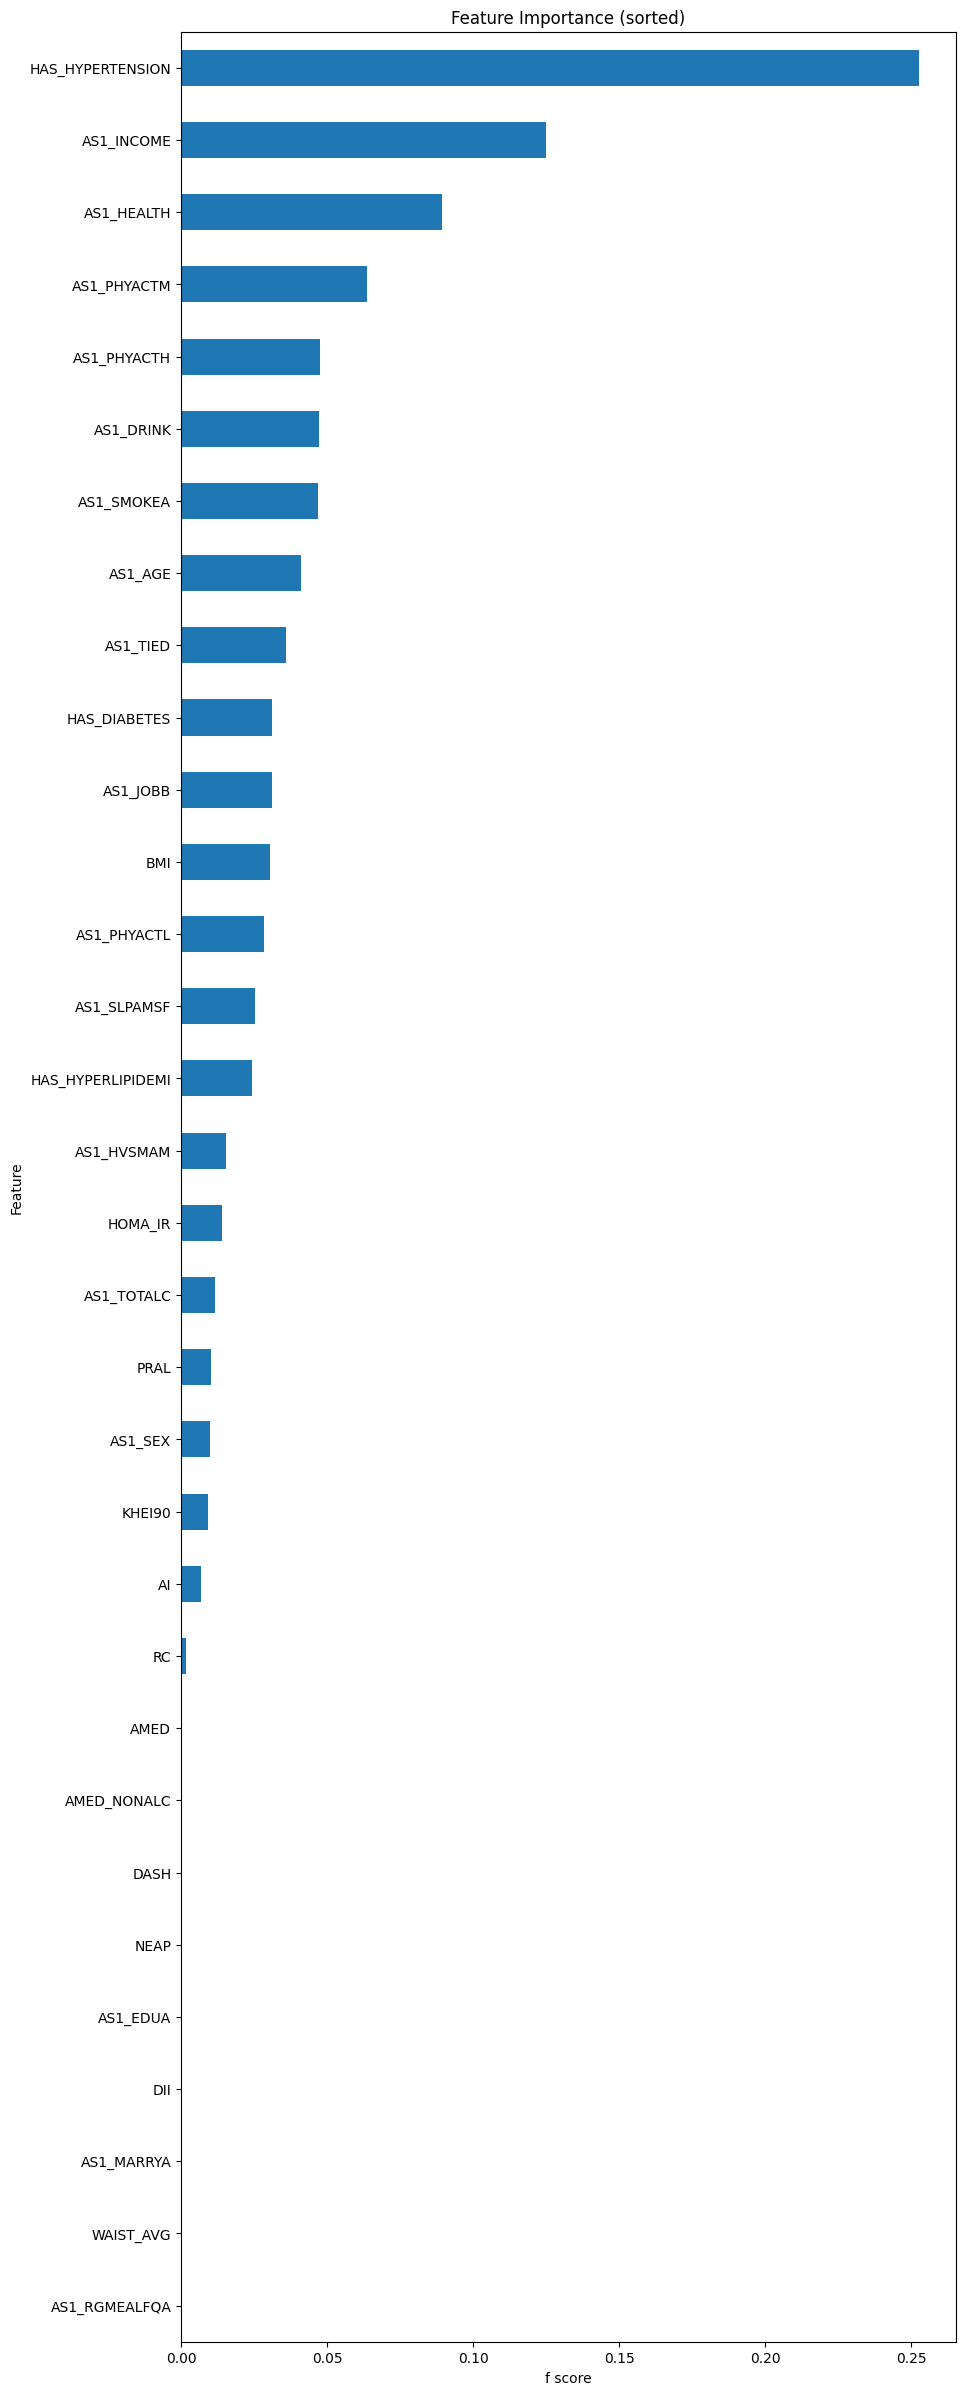 Feature Importance (sorted)
HAS_HYPERTENSION
AS1_INCOME
AS1_HEALTH
AS1_PHYACTM
AS1_PHYACTH
AS1_DRINK
AS1_SMOKEA
AS1_AGE
AS1_TIED
HAS_DIABETES
AS1_JOBB
BMI
AS1_PHYACTL
AS1_SLPAMSF
HAS_HYPERLIPIDEMI
AS1_HVSMAM
HOMA_IR
AS1_TOTALC
PRAL
AS1_SEX
KHEI90
AI
RC
AMED
AMED_NONALC
DASH
NEAP
AS1_EDUA
DII
AS1_MARRYA
WAIST_AVG
AS1_RGMEALFQA
Feature
0.00 0.05 0.10 0.15 0.20 0.25
f score